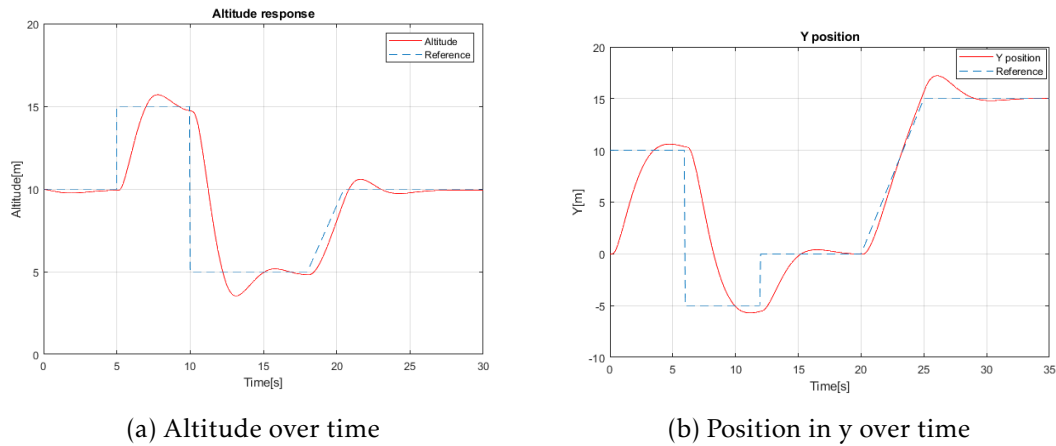 Altitude response
20
15
10
5
0
Altitude[m]
Altitude
Reference
0 5 10 15 20 25 30
Time[s]
(a) Altitude over time
Y position
20
15
10
5
0
-5
-10
Y[m]
Y position
Reference
0 5 10 15 20 25 30 35
Time[s]
(b) Position in y over time